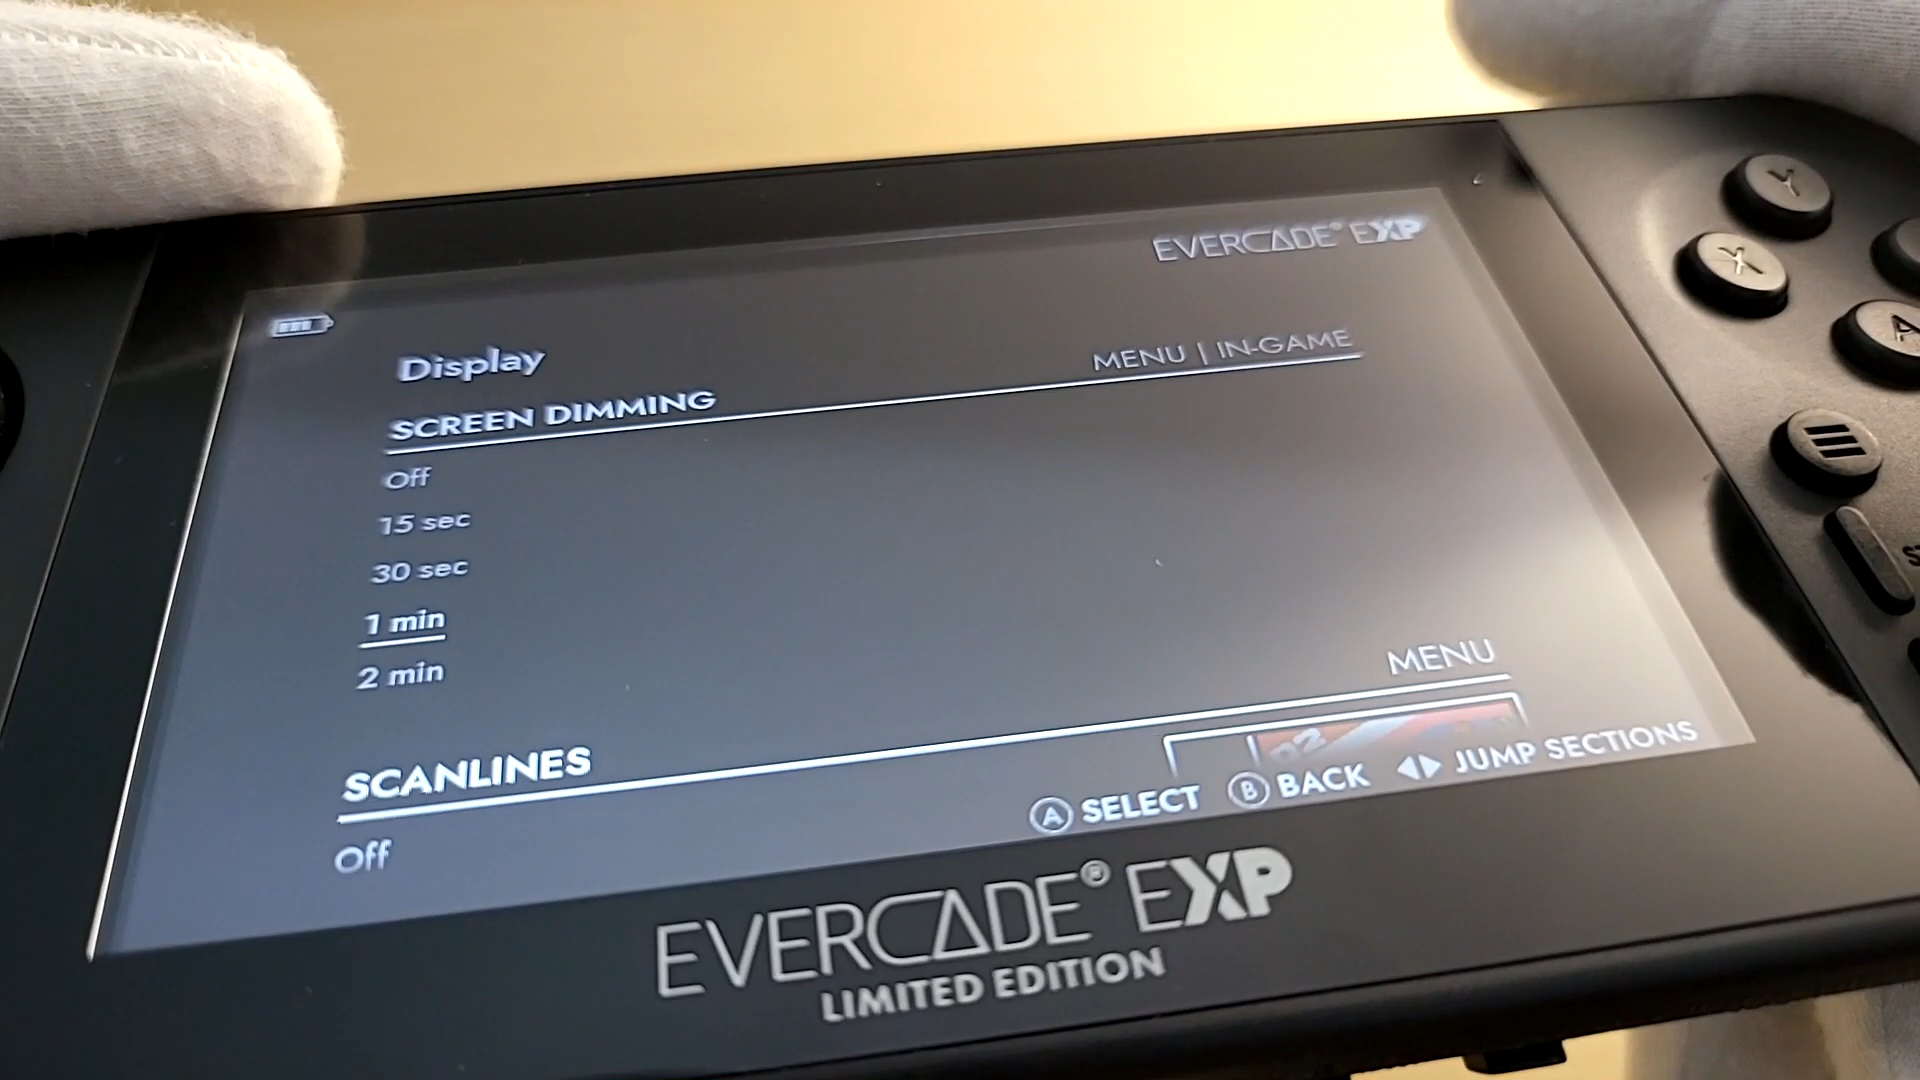 EVERCADE® EXP
Display
MENU | IN-GAME
SCREEN DIMMING
Off
15 sec
30 sec
1 min
2 min
MENU
SCANLINES
Off
A SELECT B BACK JUMP SECTIONS
EVERCADE® EXP
LIMITED EDITION
Y
X
A